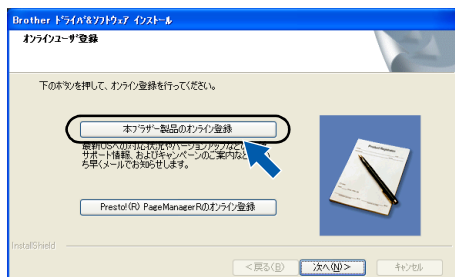 Brother ドライバ&ソフトウェア インストール
オンラインユーザ登録
下のボタンを押して、オンライン登録を行ってください。
本ブラザー製品のオンライン登録
最新OSへの対応状況やバージョンアップなど
サポート情報、およびキャンペーンのご案内など
ち早くメールでお知らせします。
Presto!(R) PageManagerRのオンライン登録
Product Registration
InstallShield
<戻る(B)
次へ(N)>
キャンセル